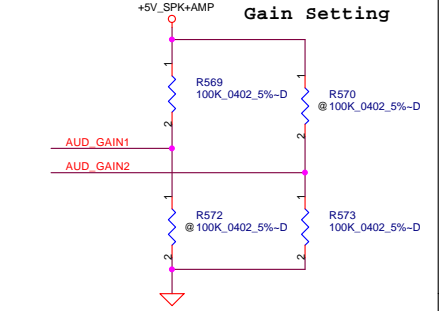 +5V_SPK+AMP
Gain Setting
1
R569
100K_0402_5%~D
2
1
R570
@100K_0402_5%~D
2
AUD_GAIN1
AUD_GAIN2
1
R572
@100K_0402_5%~D
2
1
R573
100K_0402_5%~D
2